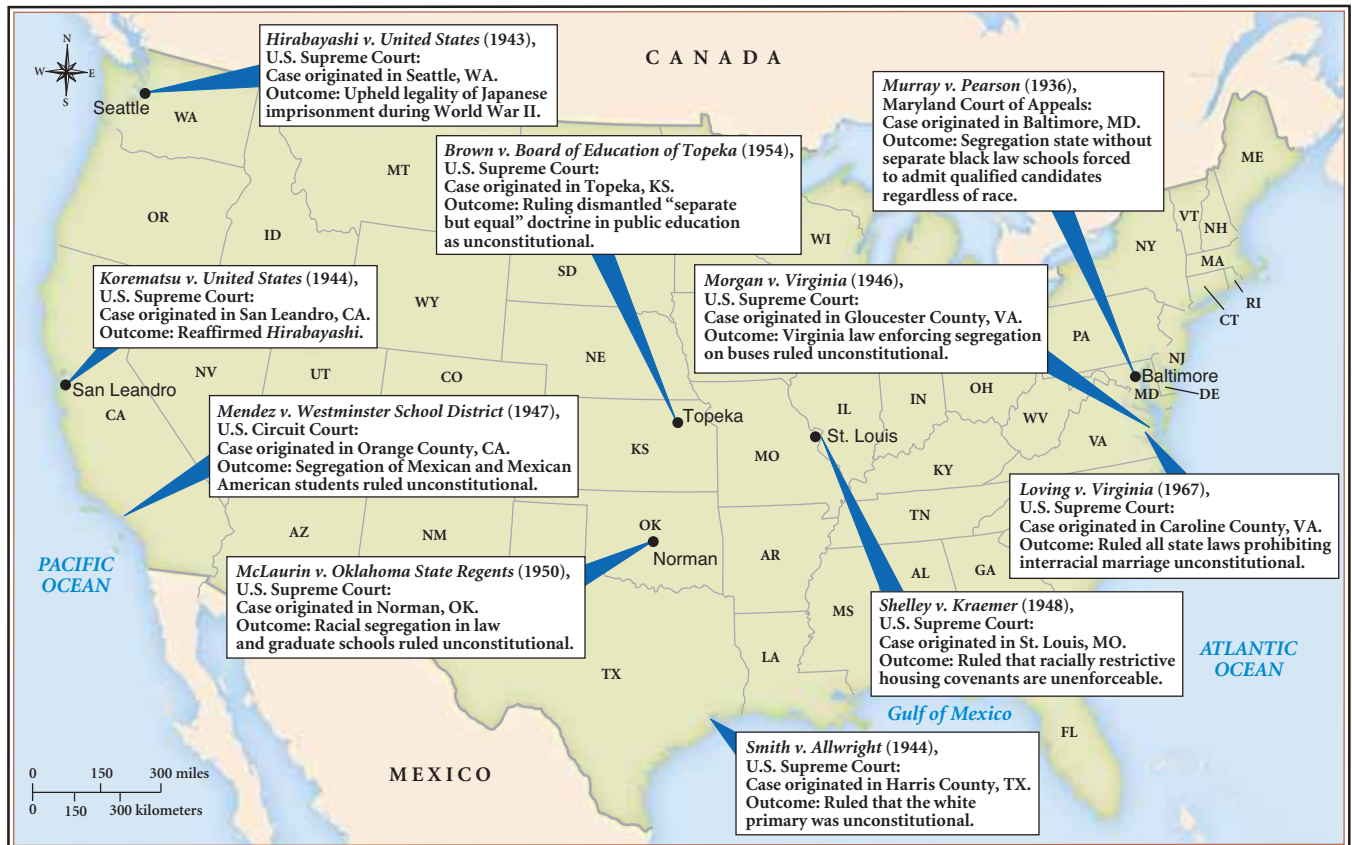 N
W
E
S
CANADA
Hirabayashi v. United States (1943),
U.S. Supreme Court:
Case originated in Seattle, WA.
Outcome: Upheld legality of Japanese
imprisonment during World War II.
Murray v. Pearson (1936),
Maryland Court of Appeals:
Case originated in Baltimore, MD.
Outcome: Segregation state without
separate black law schools forced
to admit qualified candidates
regardless of race.
Brown v. Board of Education of Topeka (1954),
U.S. Supreme Court:
Case originated in Topeka, KS.
Outcome: Ruling dismantled “separate
but equal” doctrine in public education
as unconstitutional.
Seattle
WA
MT
OR
ID
WI
ME
VT
NH
NY
MA
RI
CT
Korematsu v. United States (1944),
U.S. Supreme Court:
Case originated in San Leandro, CA.
Outcome: Reaffirmed Hirabayashi.
SD
WY
Morgan v. Virginia (1946),
U.S. Supreme Court:
Case originated in Gloucester County, VA.
Outcome: Virginia law enforcing segregation
on buses ruled unconstitutional.
PA
NJ
NE
NV
UT
CO
San Leandro
CA
Baltimore
MD
DE
OH
IN
IL
WV
VA
Mendez v. Westminster School District (1947),
U.S. Circuit Court:
Case originated in Orange County, CA.
Outcome: Segregation of Mexican and Mexican
American students ruled unconstitutional.
Topeka
KS
St. Louis
MO
KY
Loving v. Virginia (1967),
U.S. Supreme Court:
Case originated in Caroline County, VA.
Outcome: Ruled all state laws prohibiting
interracial marriage unconstitutional.
TN
AZ
NM
OK
Norman
AR
AL
GA
MS
PACIFIC
OCEAN
McLaurin v. Oklahoma State Regents (1950),
U.S. Supreme Court:
Case originated in Norman, OK.
Outcome: Racial segregation in law
and graduate schools ruled unconstitutional.
Shelley v. Kraemer (1948),
U.S. Supreme Court:
Case originated in St. Louis, MO.
Outcome: Ruled that racially restrictive
housing covenants are unenforceable.
ATLANTIC
OCEAN
LA
TX
Gulf of Mexico
FL
Smith v. Allwright (1944),
U.S. Supreme Court:
Case originated in Harris County, TX.
Outcome: Ruled that the white
primary was unconstitutional.
MEXICO
0 150 300 miles
0 150 300 kilometers